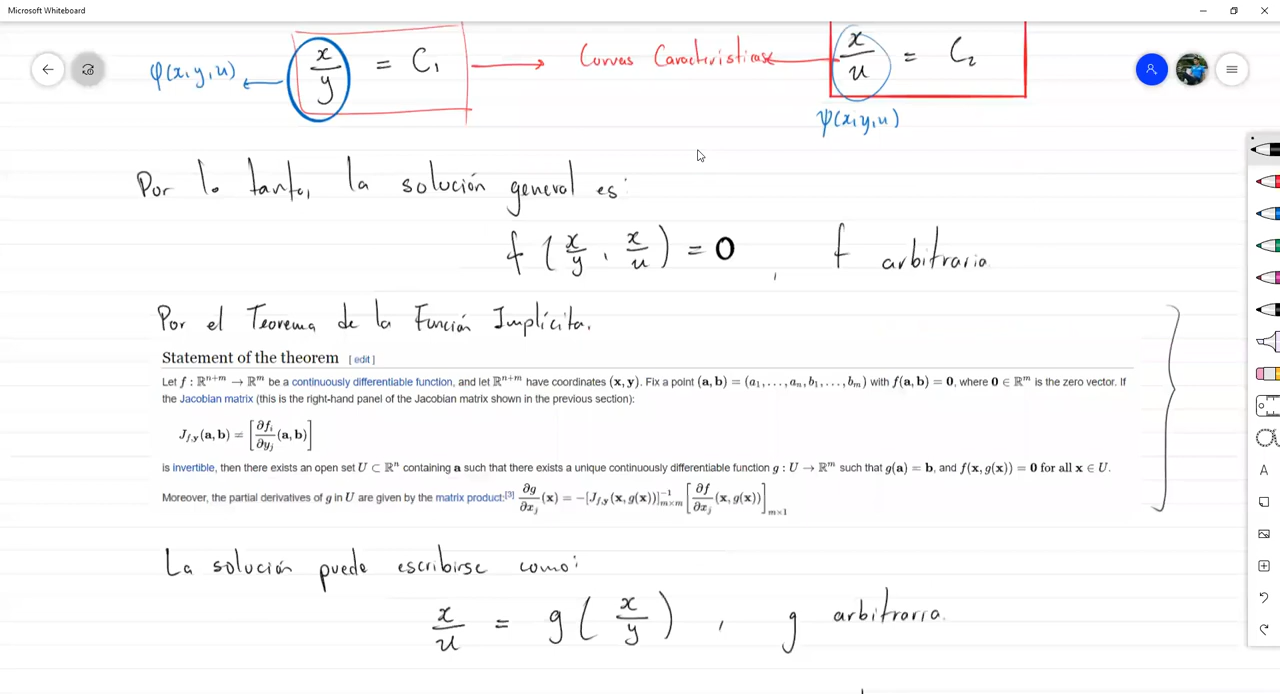 Microsoft Whiteboard
φ(x,y,u) x/y = C₁ Curvas Características x/u = C₂
ψ(x,y,u)
Por lo tanto, la solución general es:
f(x/y, x/u) = 0, f arbitraria.
Por el Teorema de la Función Implícita.
Statement of the theorem [edit]
Let f : ℝⁿ⁺ᵐ → ℝᵐ be a continuously differentiable function, and let ℝⁿ⁺ᵐ have coordinates (x, y). Fix a point (a, b) = (a₁, . . . , aₙ, b₁, . . . , bₘ) with f(a, b) = 0, where 0 ∈ ℝᵐ is the zero vector. If
the Jacobian matrix (this is the right-hand panel of the Jacobian matrix shown in the previous section):
J_{f,y}(a, b) = [∂fᵢ/∂yⱼ (a, b)]
is invertible, then there exists an open set U ⊂ ℝⁿ containing a such that there exists a unique continuously differentiable function g : U → ℝᵐ such that g(a) = b, and f(x, g(x)) = 0 for all x ∈ U.
Moreover, the partial derivatives of g in U are given by the matrix product:[3] ∂g/∂xⱼ (x) = −[J_{f,y}(x, g(x))]⁻¹_{m×m} [∂f/∂xⱼ (x, g(x))]_{m×1}
La solución puede escribirse como:
x/u = g(x/y), g arbitraria.